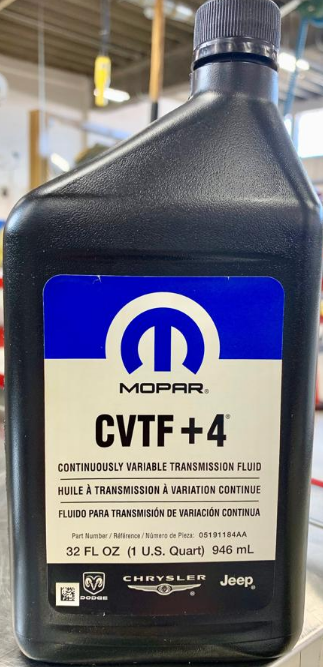 MOPAR®
CVTF +4®
CONTINUOUSLY VARIABLE TRANSMISSION FLUID
HUILE À TRANSMISSION À VARIATION CONTINUE
FLUIDO PARA TRANSMISIÓN DE VARIACIÓN CONTINUA
Part Number / Référence / Número de Pieza: 05191184AA
32 FL OZ (1 U.S. Quart) 946 mL
DODGE CHRYSLER Jeep®